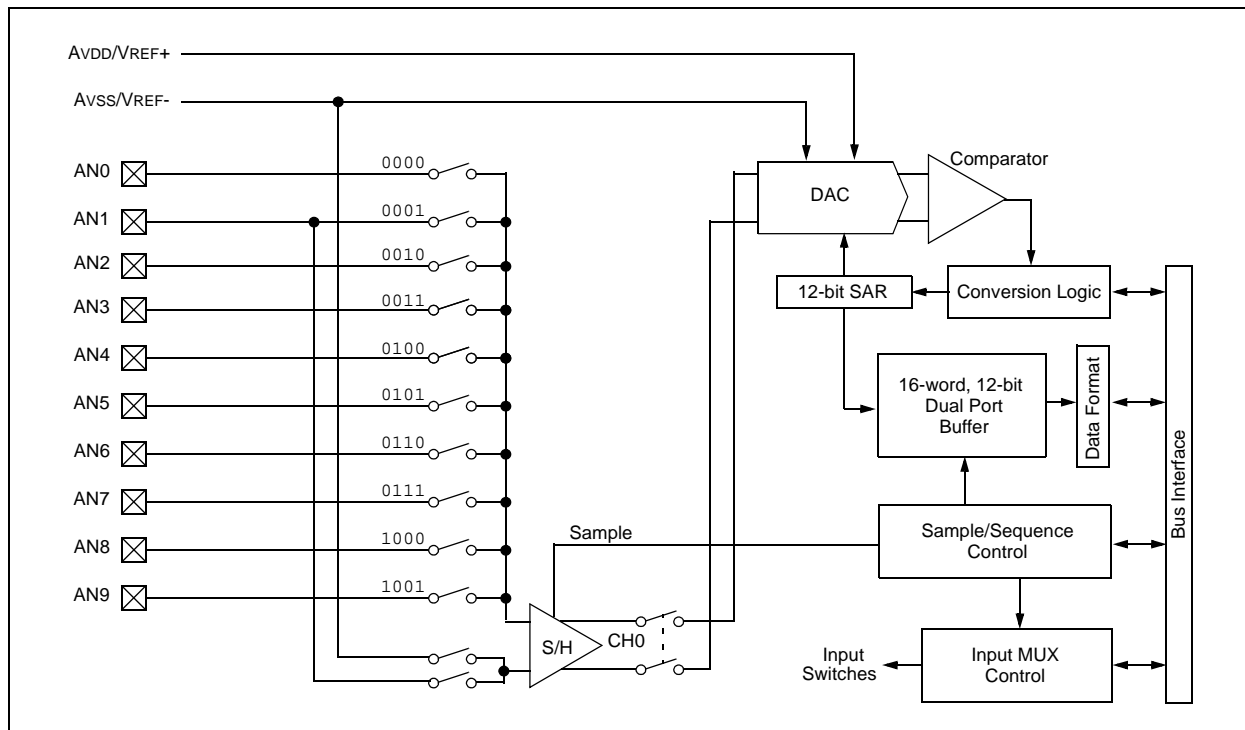 AVDD/VREF+
AVSS/VREF-
AN0
0000
AN1
0001
AN2
0010
AN3
0011
AN4
0100
AN5
0101
AN6
0110
AN7
0111
AN8
1000
AN9
1001
S/H
CH0
Sample
DAC
Comparator
12-bit SAR
Conversion Logic
16-word, 12-bit
Dual Port
Buffer
Data Format
Bus Interface
Sample/Sequence
Control
Input
Switches
Input MUX
Control